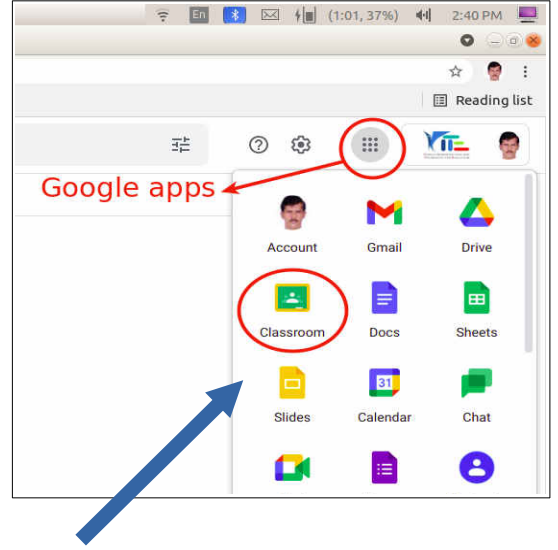 En (1:01, 37%) 2:40 PM
Reading list
Google apps
Account Gmail Drive
Classroom Docs Sheets
31
Slides Calendar Chat